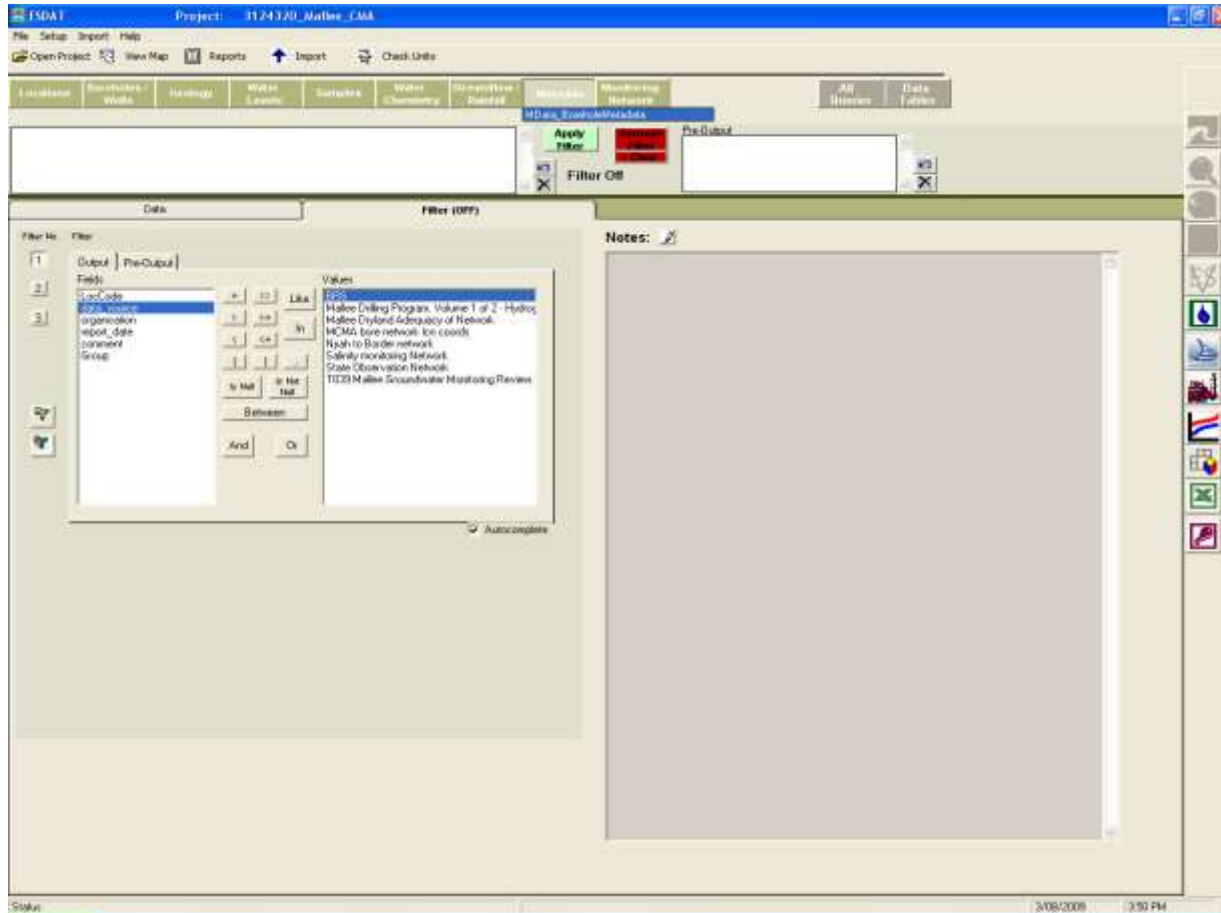 ESDAT Project: 3124320_Mallee_CMA
File Setup Import Help
Open Project View Map Reports Import Check Units
Locations Boreholes / Wells Geology Water Levels Samples Water Chemistry Streamflow / Rainfall Metadata Monitoring Network All Queries Data Tables
MData_BoreholeMetadata
Apply Filter
Pre-Output
Filter Off
Data
Filter (OFF)
Filter No. Filter
Notes:
1
2
3
Output Pre-Output
Fields
LocCode
data_source
organisation
report_date
comment
Group
Like
In
Is Null
Is Not Null
Between
And Or
Values
Mallee Drilling Program, Volume 1 of 2 - Hydrog
Mallee Dryland Adequacy of Network
MCMA bore network
Nyah to Border network
Salinity monitoring Network
State Observation Network
Mallee Groundwater Monitoring Review
Autocomplete
Status
3/08/2009 3:50 PM